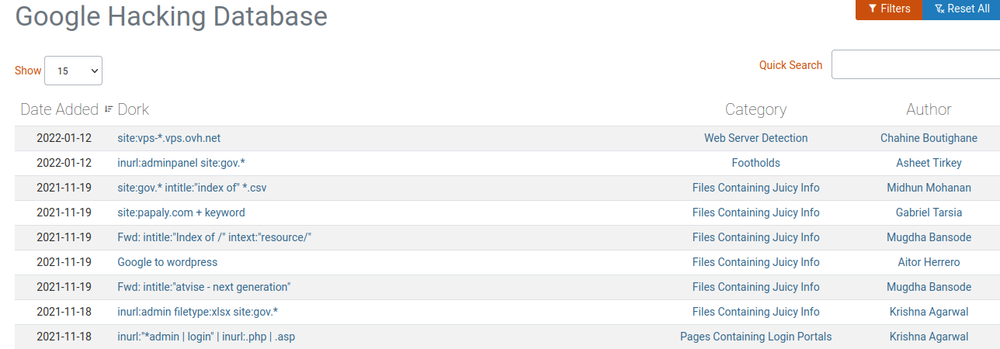 Google Hacking Database
Filters Reset All
Show 15
Quick Search
Date Added Dork Category Author
2022-01-12 site:vps-*.vps.ovh.net Web Server Detection Chahine Boutighane
2022-01-12 inurl:adminpanel site:gov.* Footholds Asheet Tirkey
2021-11-19 site:gov.* intitle:"index of" *.csv Files Containing Juicy Info Midhun Mohanan
2021-11-19 site:papaly.com + keyword Files Containing Juicy Info Gabriel Tarsia
2021-11-19 Fwd: intitle:"Index of /" intext:"resource/" Files Containing Juicy Info Mugdha Bansode
2021-11-19 Google to wordpress Files Containing Juicy Info Aitor Herrero
2021-11-19 Fwd: intitle:"atvise - next generation" Files Containing Juicy Info Mugdha Bansode
2021-11-18 inurl:admin filetype:xlsx site:gov.* Files Containing Juicy Info Krishna Agarwal
2021-11-18 inurl:"*admin | login" | inurl:.php | .asp Pages Containing Login Portals Krishna Agarwal